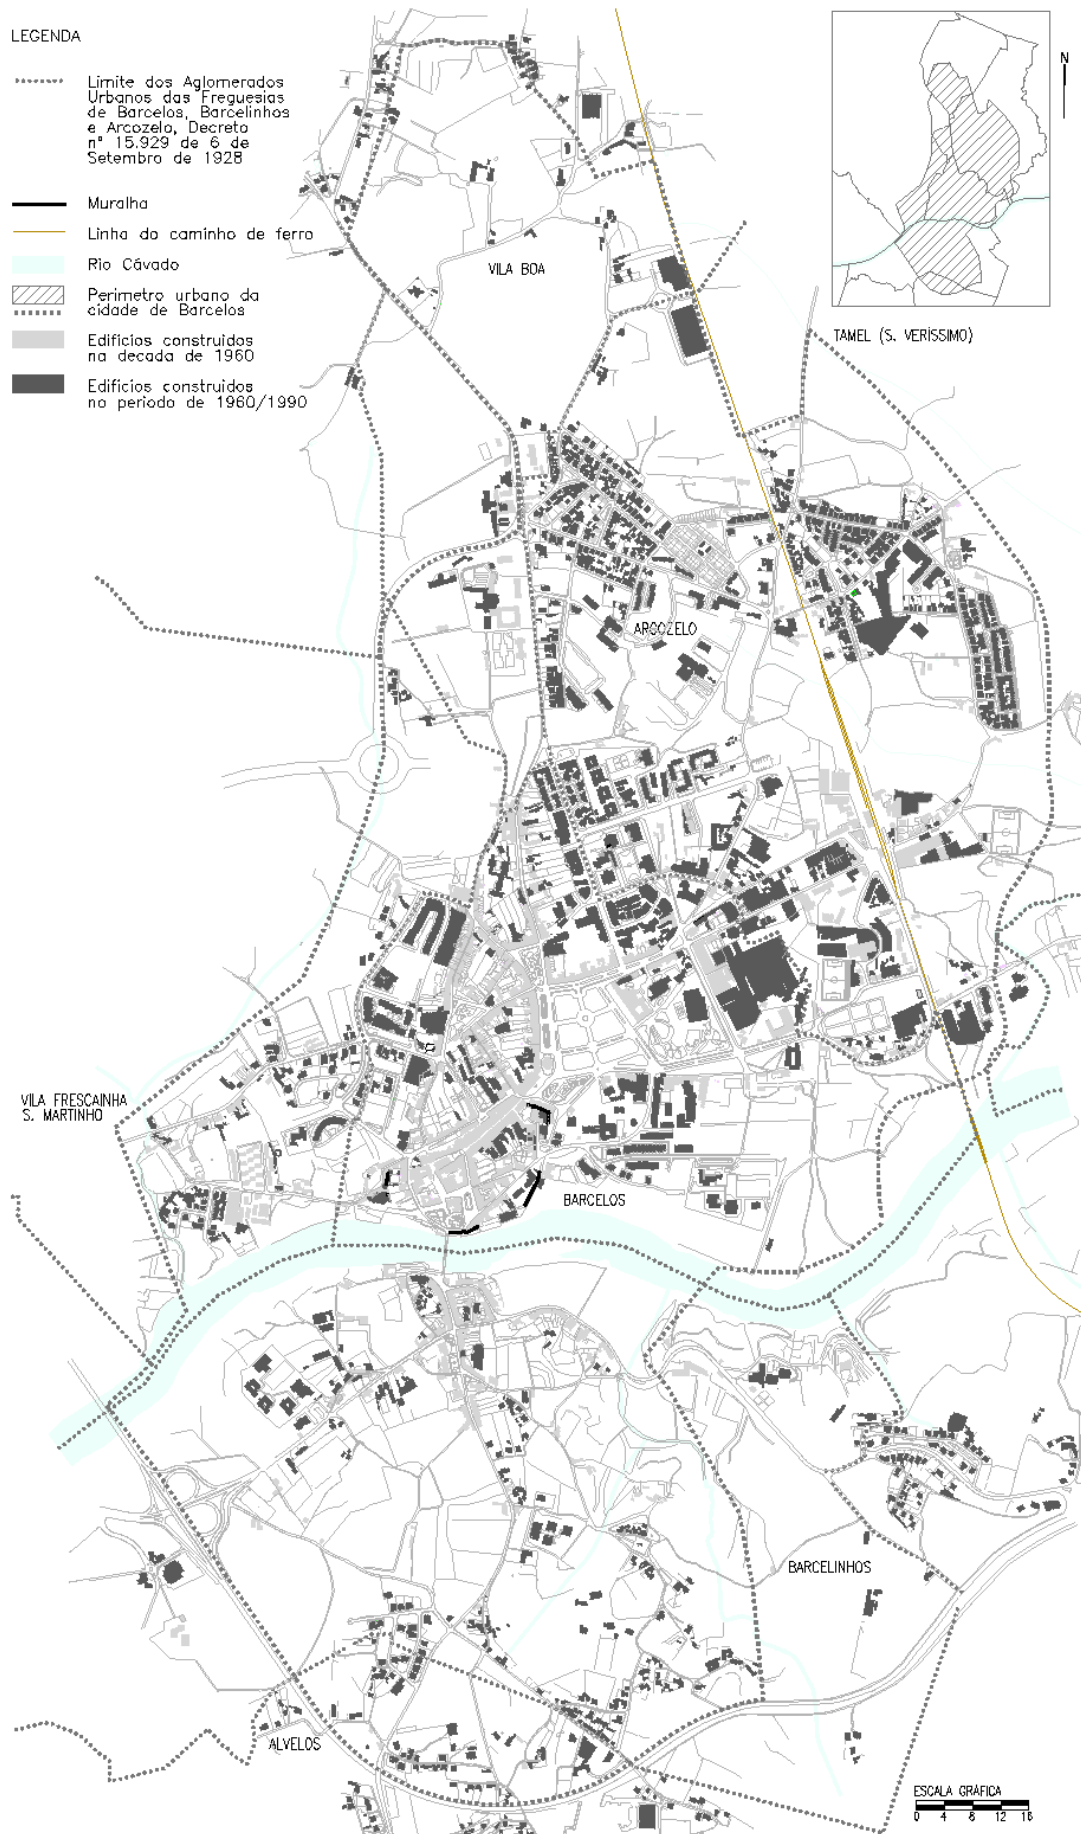 LEGENDA
Limite dos Aglomerados
Urbanos das Freguesias
de Barcelos, Barcelinhos
e Arcozelo, Decreto
nº 15.929 de 6 de
Setembro de 1928
Muralha
Linha do caminho de ferro
Rio Cávado
Perimetro urbano da
cidade de Barcelos
Edificios construidos
na decada de 1960
Edificios construidos
no periodo de 1960/1990
N
VILA BOA
TAMEL (S. VERÍSSIMO)
ARCOZELO
VILA FRESCAINHA
S. MARTINHO
BARCELOS
BARCELINHOS
ALVELOS
ESCALA GRÁFICA
0 4 8 12 16